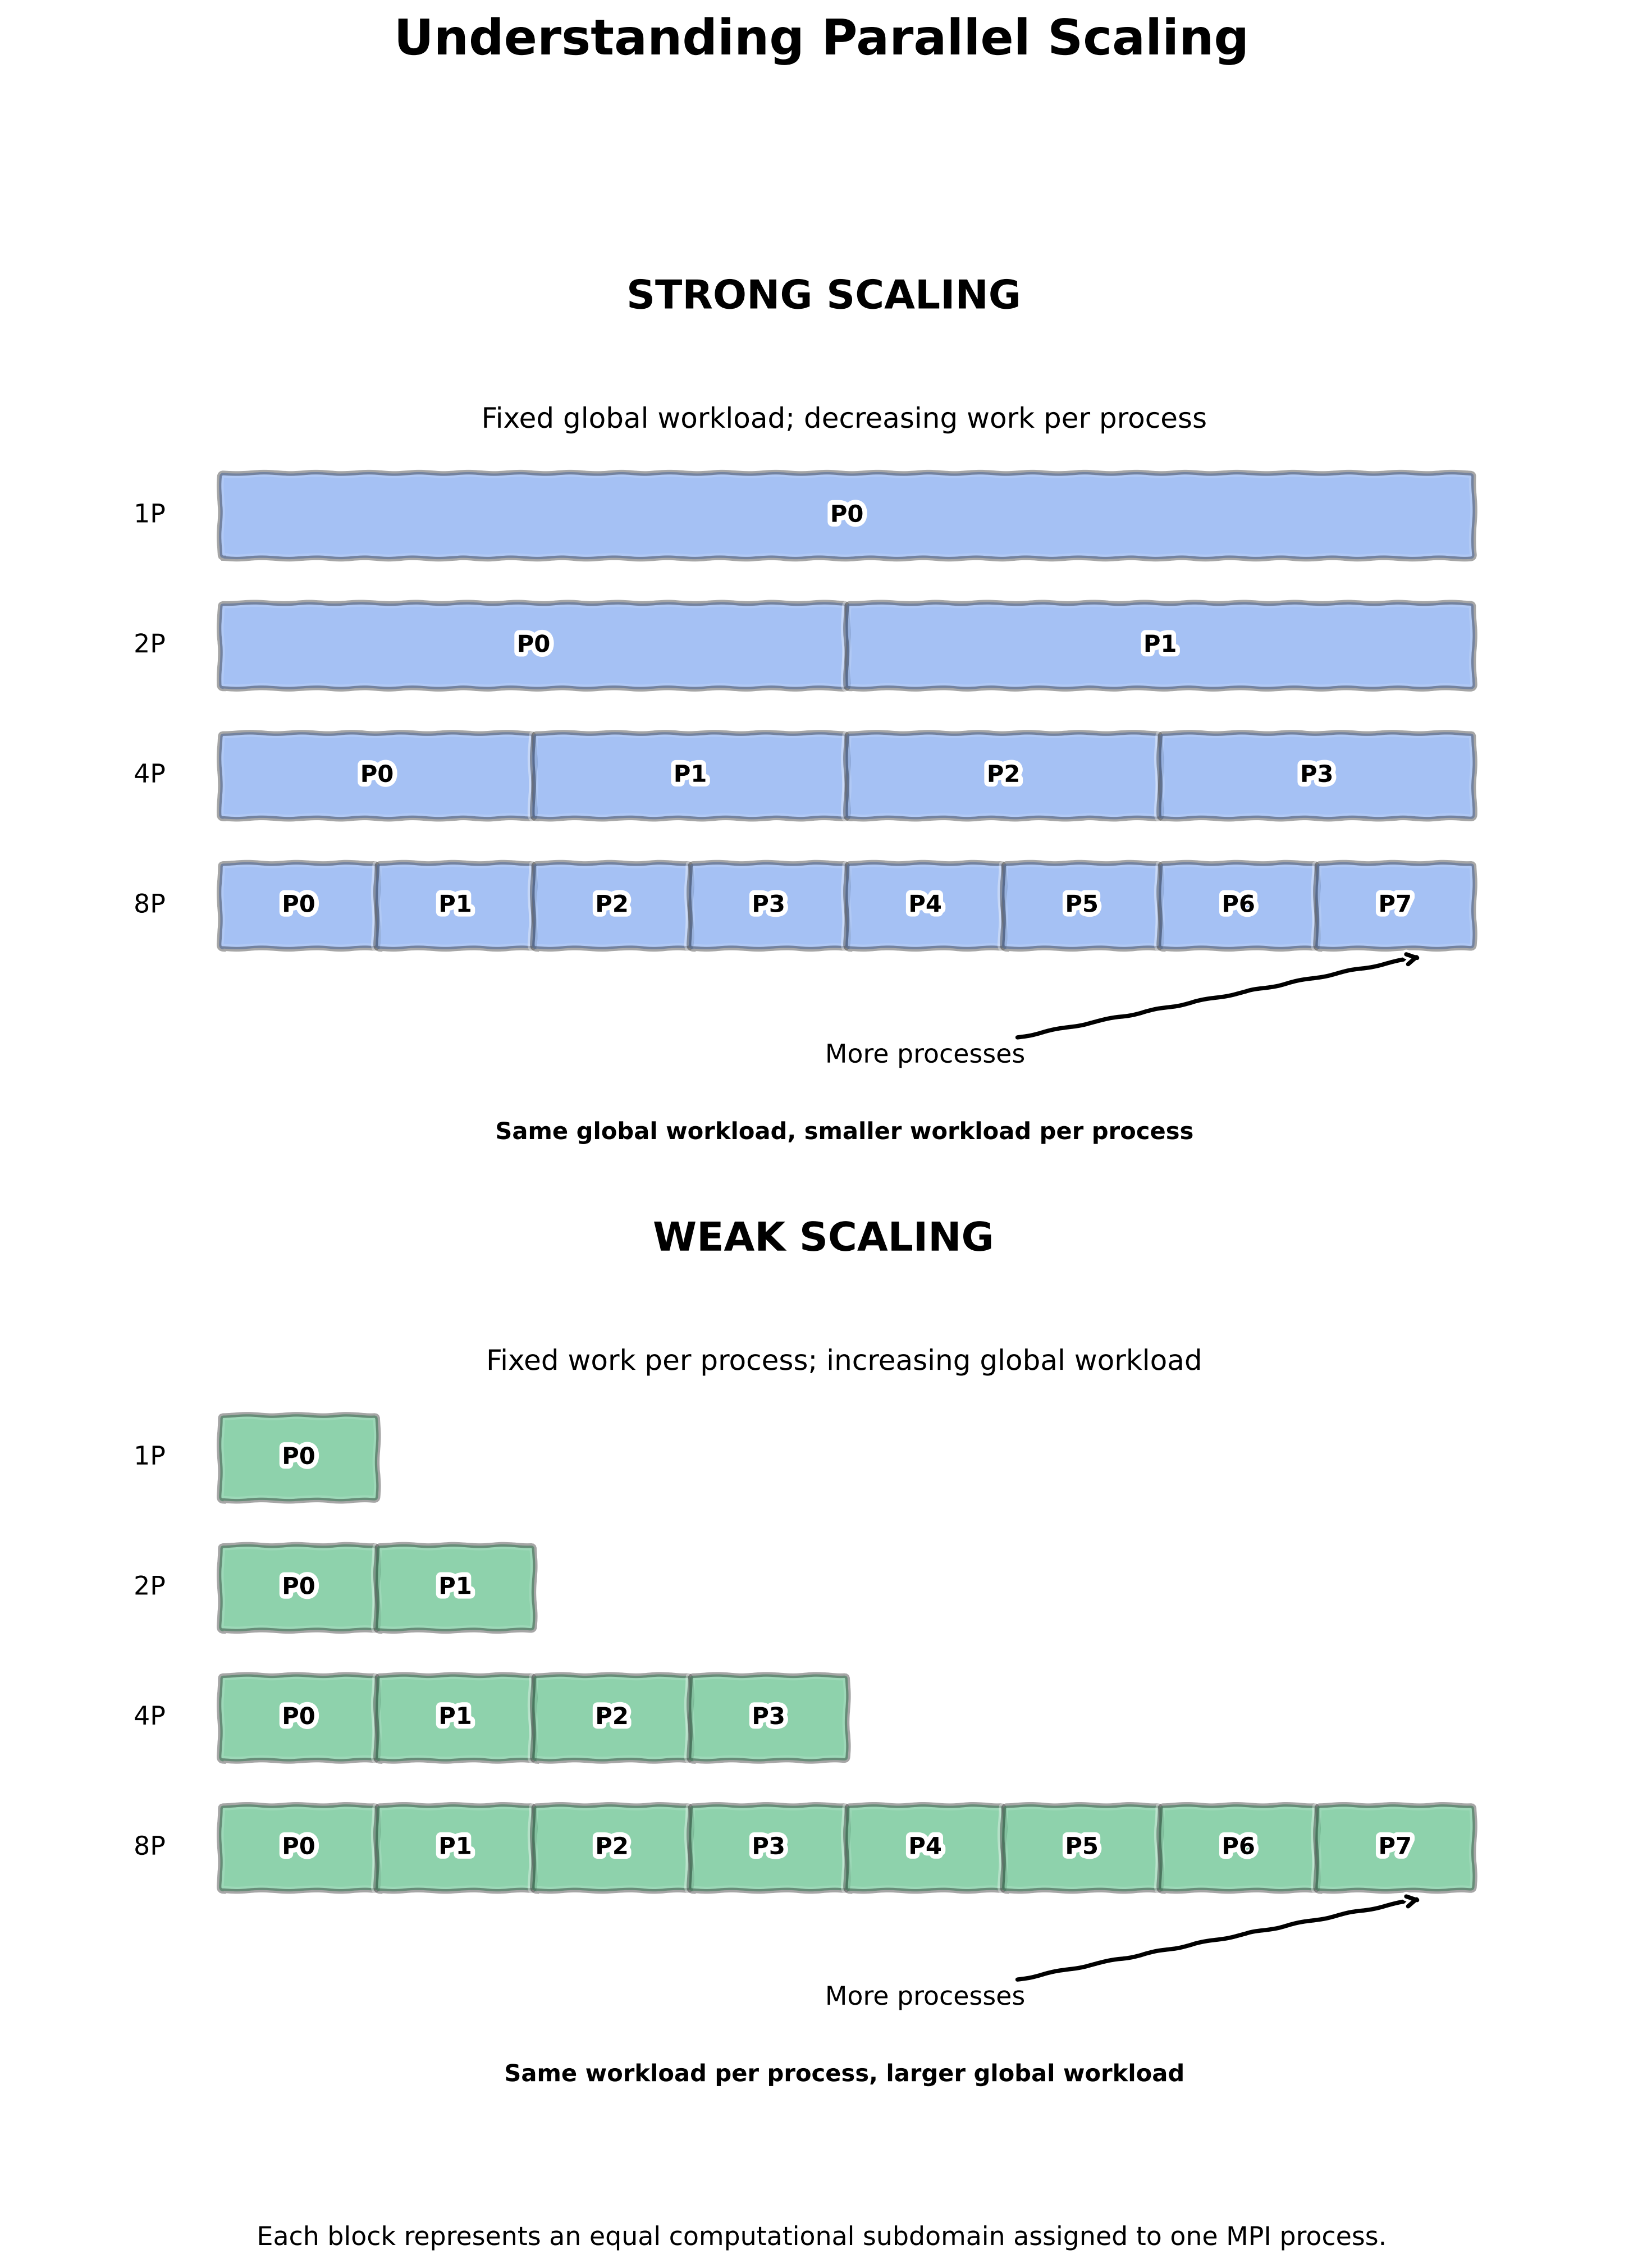 Understanding Parallel Scaling
STRONG SCALING
Fixed global workload; decreasing work per process
1P P0
2P P0 P1
4P P0 P1 P2 P3
8P P0 P1 P2 P3 P4 P5 P6 P7
More processes
Same global workload, smaller workload per process
WEAK SCALING
Fixed work per process; increasing global workload
1P P0
2P P0 P1
4P P0 P1 P2 P3
8P P0 P1 P2 P3 P4 P5 P6 P7
More processes
Same workload per process, larger global workload
Each block represents an equal computational subdomain assigned to one MPI process.